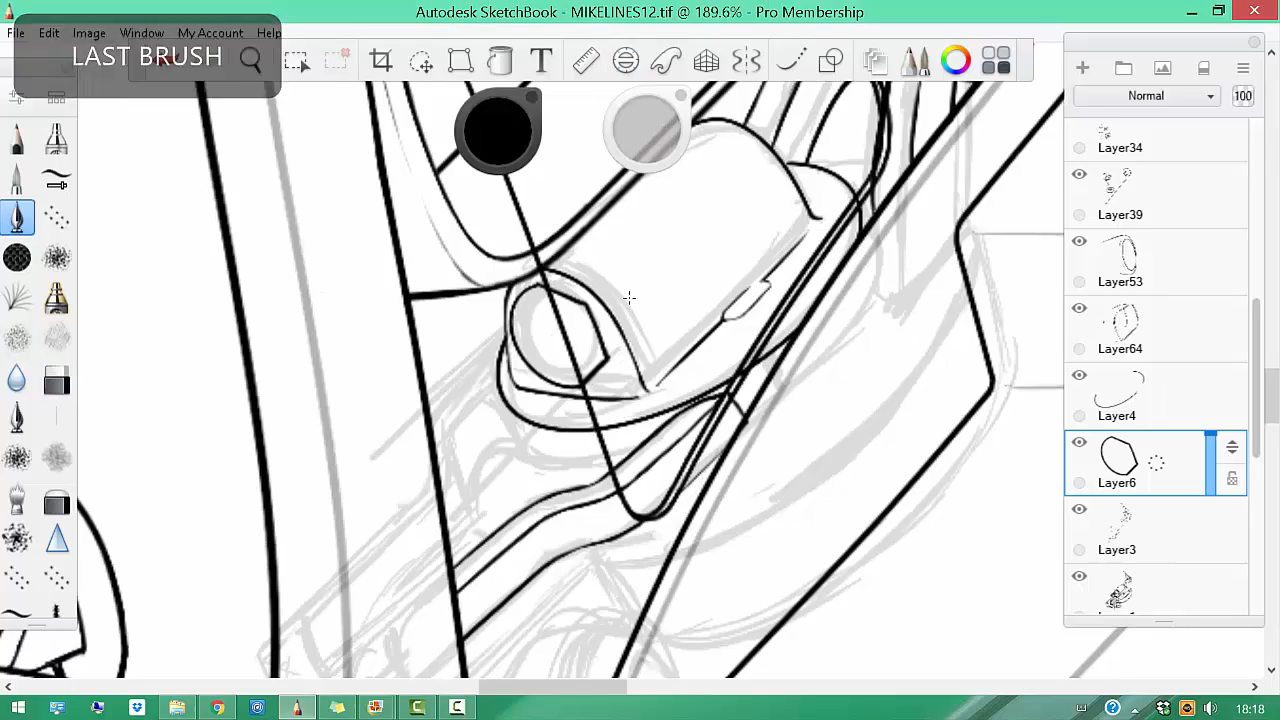 Autodesk SketchBook - MIKELINES12.tif @ 189.6% - Pro Membership
File Edit Image Window My Account Help
LAST BRUSH
T
Normal
100
Layer34
Layer39
Layer53
Layer64
Layer4
Layer6
Layer3
18:18